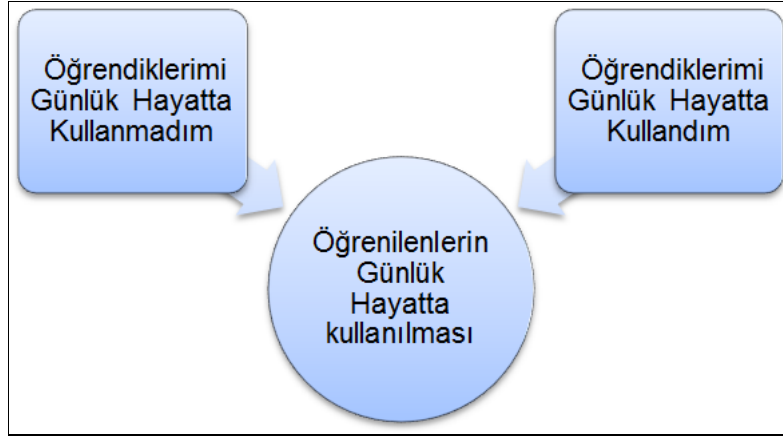 Öğrendiklerimi
Günlük Hayatta
Kullanmadım
Öğrendiklerimi
Günlük Hayatta
Kullandım
Öğrenilenlerin
Günlük
Hayatta
kullanılması